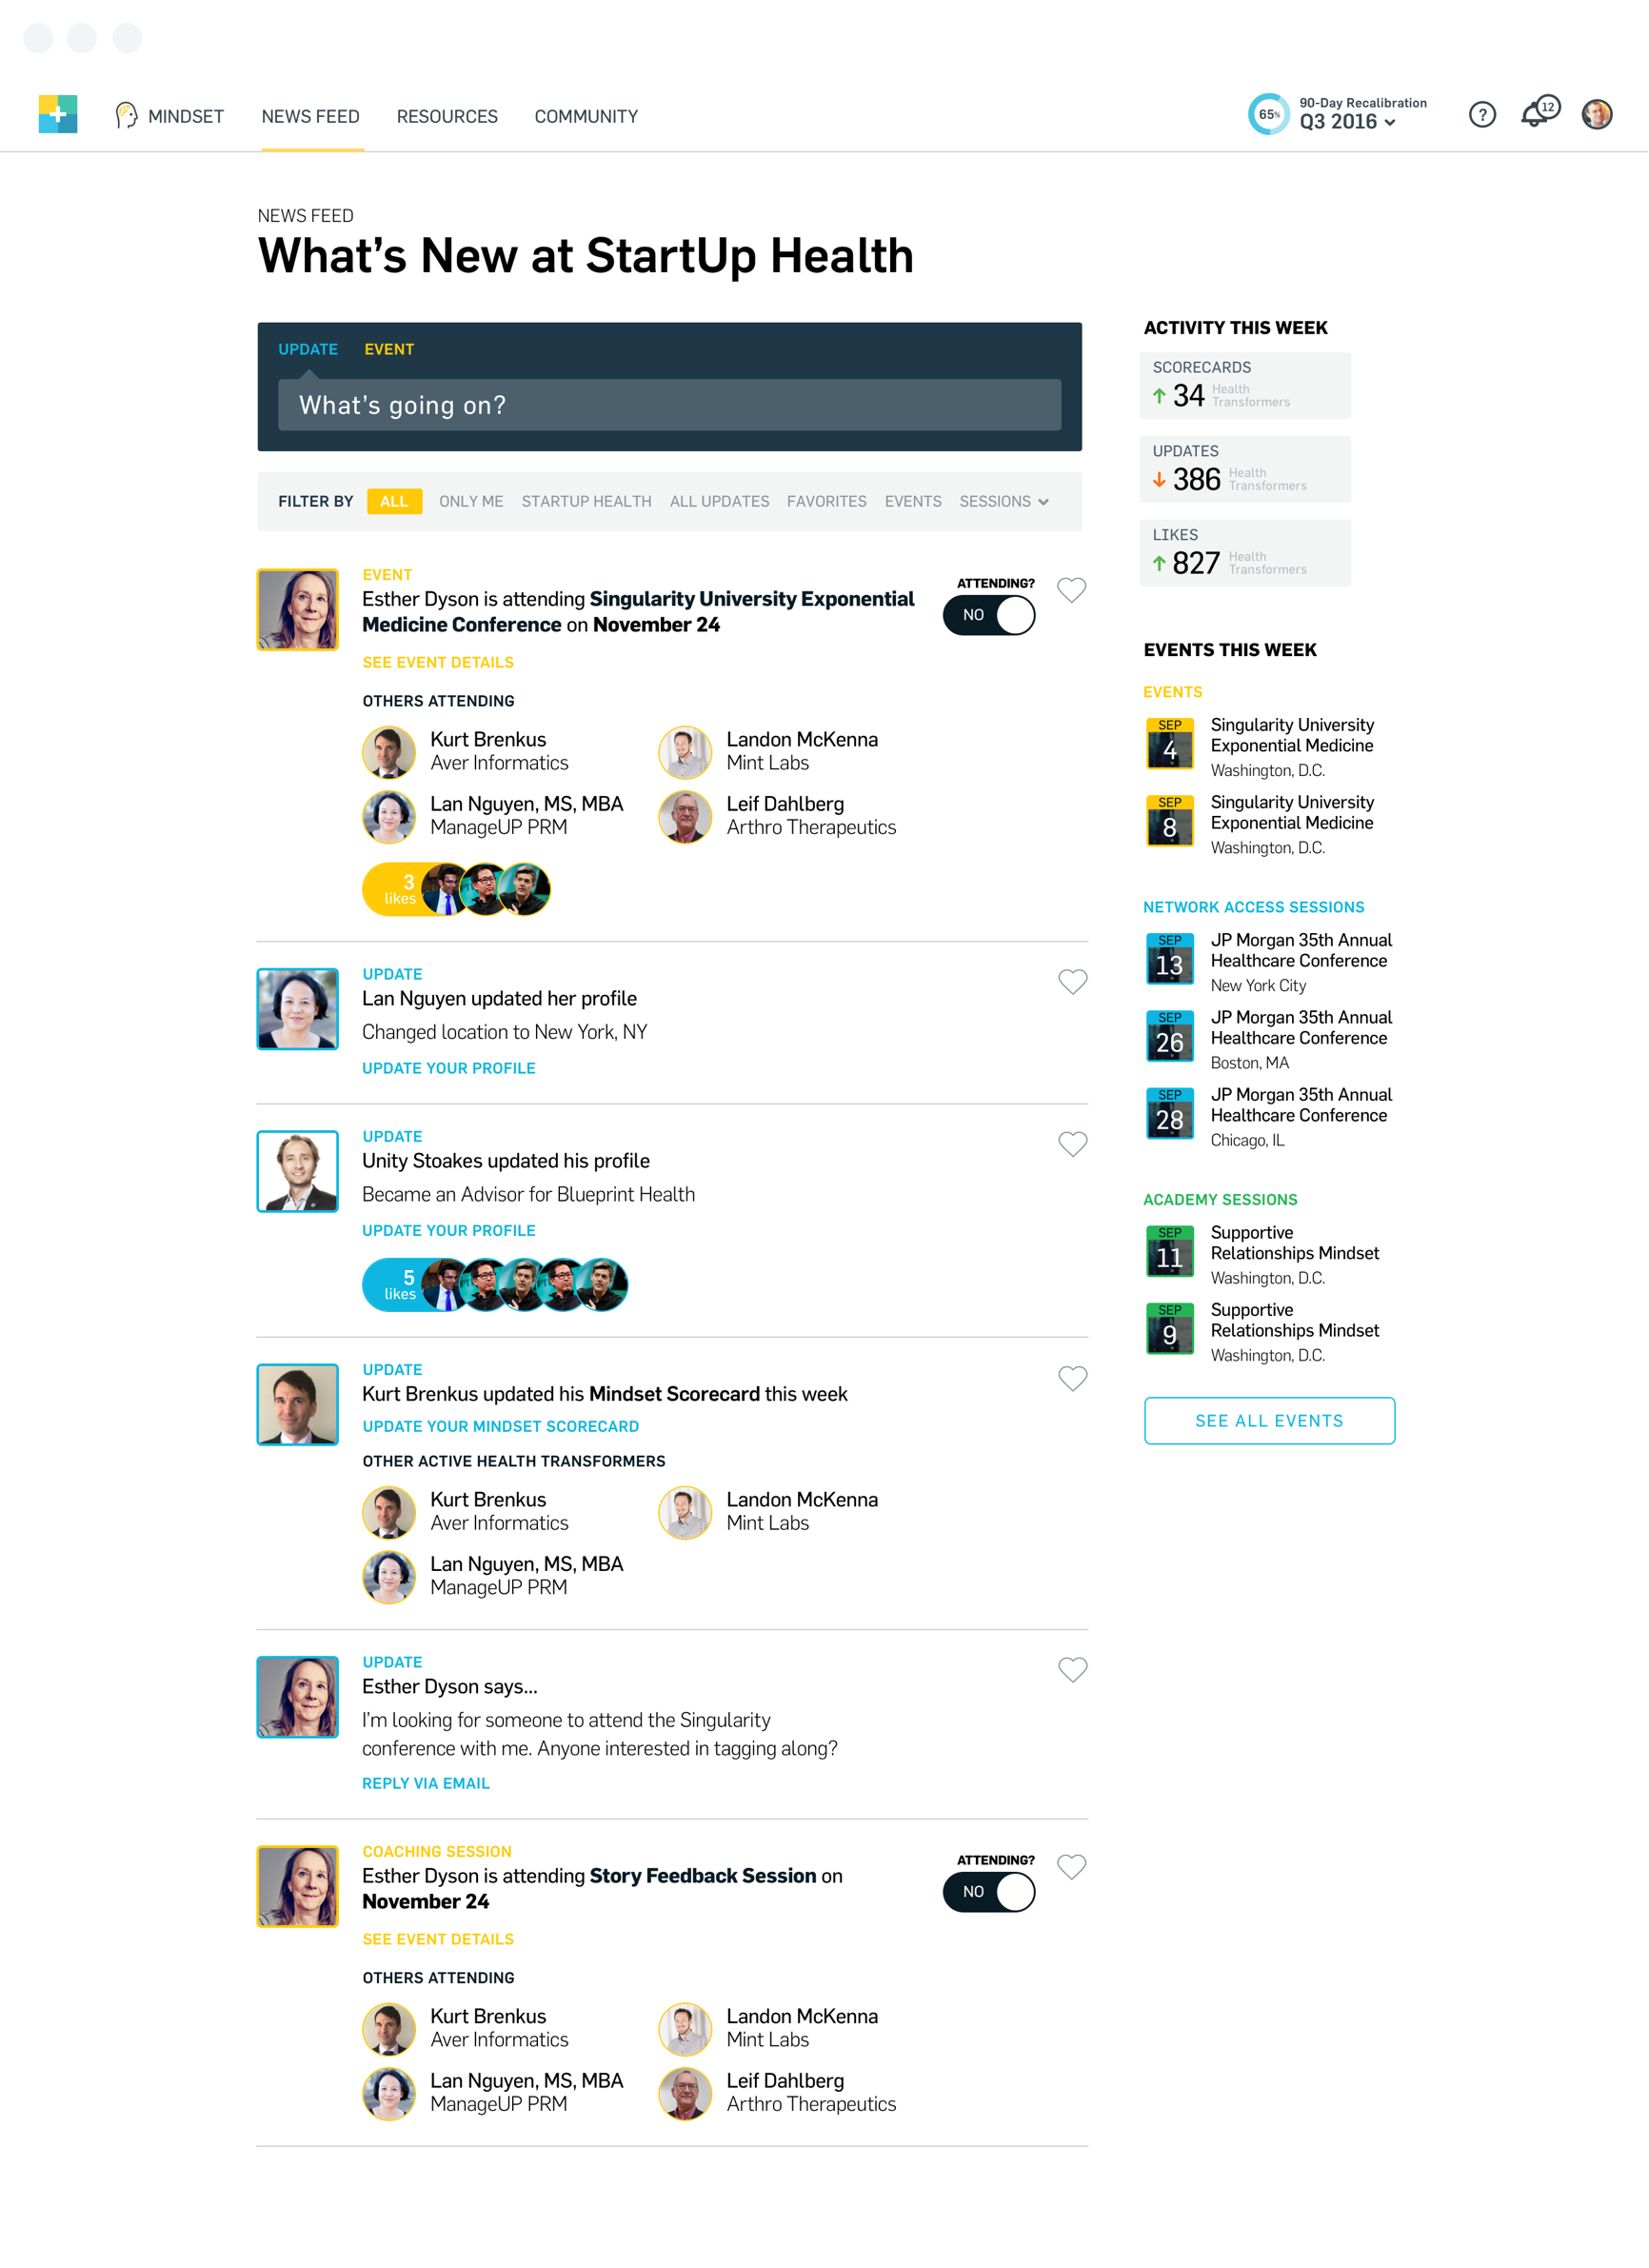 MINDSET
NEWS FEED
RESOURCES
COMMUNITY
65%
90-Day Recalibration
Q3 2016
?
12
NEWS FEED
What's New at StartUp Health
UPDATE
EVENT
What's going on?
FILTER BY
ALL
ONLY ME
STARTUP HEALTH
ALL UPDATES
FAVORITES
EVENTS
SESSIONS
EVENT
Esther Dyson is attending Singularity University Exponential
Medicine Conference on November 24
ATTENDING?
NO
SEE EVENT DETAILS
OTHERS ATTENDING
Kurt Brenkus
Aver Informatics
Landon McKenna
Mint Labs
Lan Nguyen, MS, MBA
ManageUP PRM
Leif Dahlberg
Arthro Therapeutics
3
likes
UPDATE
Lan Nguyen updated her profile
Changed location to New York, NY
UPDATE YOUR PROFILE
UPDATE
Unity Stoakes updated his profile
Became an Advisor for Blueprint Health
UPDATE YOUR PROFILE
5
likes
UPDATE
Kurt Brenkus updated his Mindset Scorecard this week
UPDATE YOUR MINDSET SCORECARD
OTHER ACTIVE HEALTH TRANSFORMERS
Kurt Brenkus
Aver Informatics
Landon McKenna
Mint Labs
Lan Nguyen, MS, MBA
ManageUP PRM
UPDATE
Esther Dyson says...
I'm looking for someone to attend the Singularity
conference with me. Anyone interested in tagging along?
REPLY VIA EMAIL
COACHING SESSION
Esther Dyson is attending Story Feedback Session on
November 24
ATTENDING?
NO
SEE EVENT DETAILS
OTHERS ATTENDING
Kurt Brenkus
Aver Informatics
Landon McKenna
Mint Labs
Lan Nguyen, MS, MBA
ManageUP PRM
Leif Dahlberg
Arthro Therapeutics
ACTIVITY THIS WEEK
SCORECARDS
34
Health
Transformers
UPDATES
386
Health
Transformers
LIKES
827
Health
Transformers
EVENTS THIS WEEK
EVENTS
SEP
4
Singularity University
Exponential Medicine
Washington, D.C.
SEP
8
Singularity University
Exponential Medicine
Washington, D.C.
NETWORK ACCESS SESSIONS
SEP
13
JP Morgan 35th Annual
Healthcare Conference
New York City
SEP
26
JP Morgan 35th Annual
Healthcare Conference
Boston, MA
SEP
28
JP Morgan 35th Annual
Healthcare Conference
Chicago, IL
ACADEMY SESSIONS
SEP
11
Supportive
Relationships Mindset
Washington, D.C.
SEP
9
Supportive
Relationships Mindset
Washington, D.C.
SEE ALL EVENTS